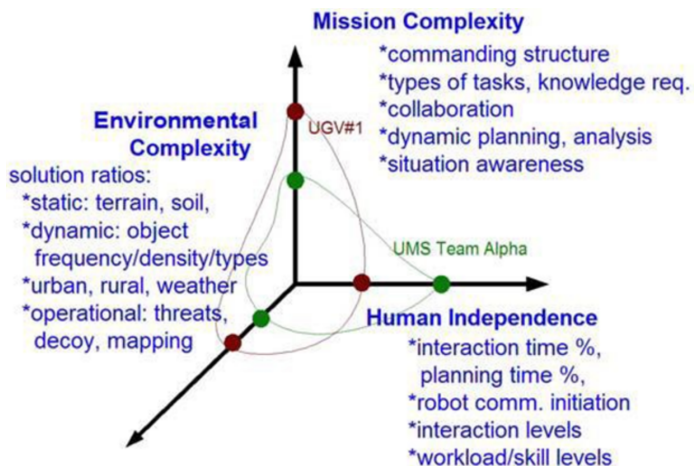 Mission Complexity
*commanding structure
*types of tasks, knowledge req.
*collaboration
*dynamic planning, analysis
*situation awareness
UGV#1
Environmental
Complexity
solution ratios:
*static: terrain, soil,
*dynamic: object
frequency/density/types
*urban, rural, weather
*operational: threats,
decoy, mapping
UMS Team Alpha
Human Independence
*interaction time %,
planning time %,
*robot comm. initiation
*interaction levels
*workload/skill levels